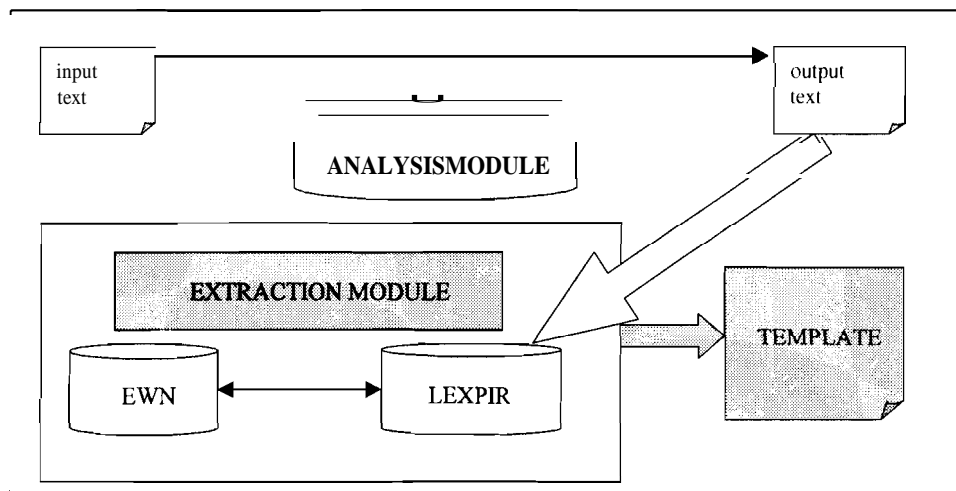 input
text
output
text
ANALYSISMODULE
EXTRACTION MODULE
EWN
LEXPIR
TEMPLATE